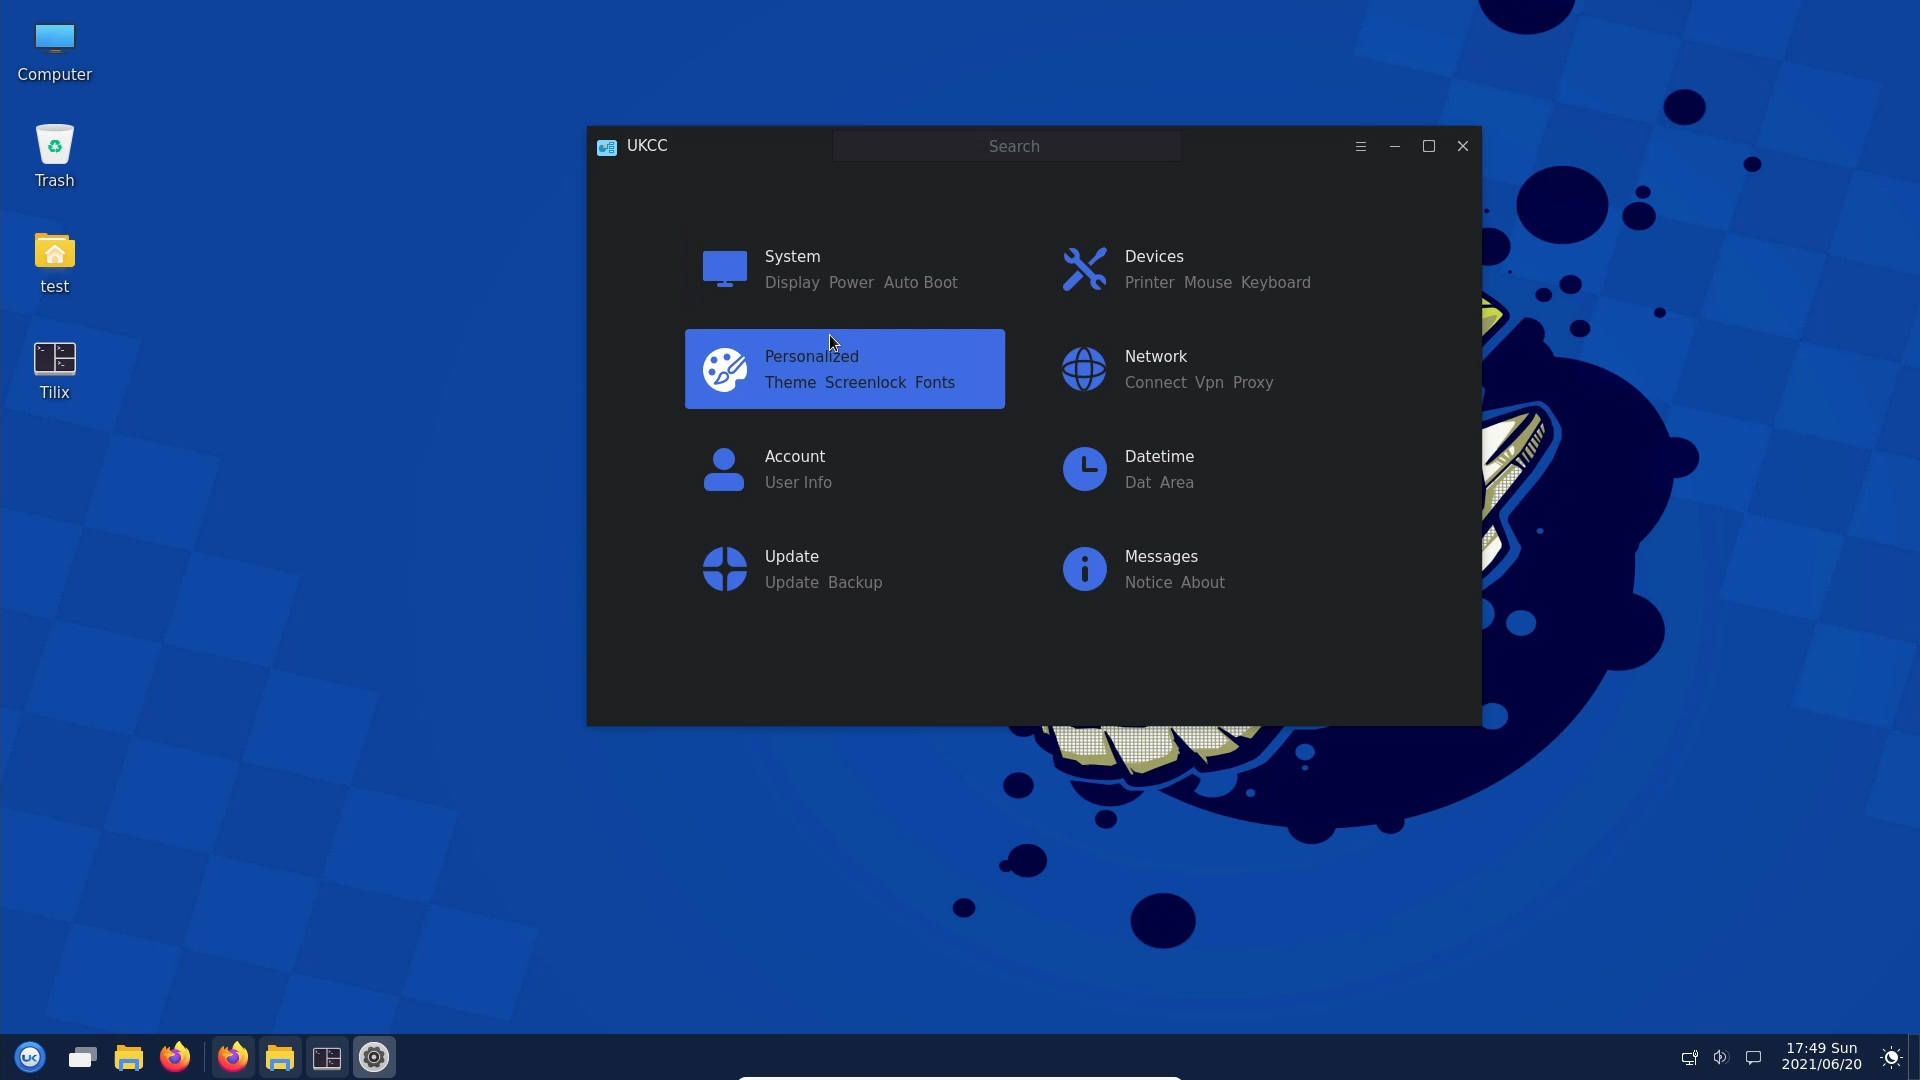 Computer
Trash
test
Tilix
UKCC
Search
System
Display Power Auto Boot
Devices
Printer Mouse Keyboard
Personalized
Theme Screenlock Fonts
Network
Connect Vpn Proxy
Account
User Info
Datetime
Dat Area
Update
Update Backup
Messages
Notice About
UK
17:49 Sun
2021/06/20